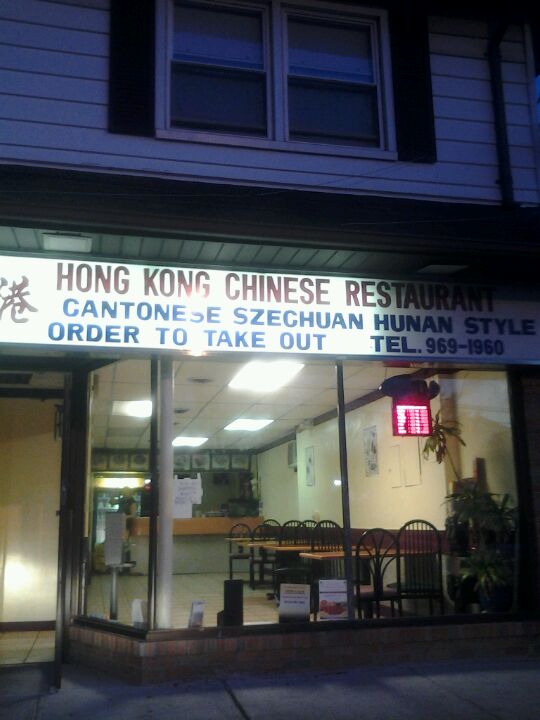 港
HONG KONG CHINESE RESTAURANT
CANTONESE SZECHUAN HUNAN STYLE
ORDER TO TAKE OUT TEL. 969-1960